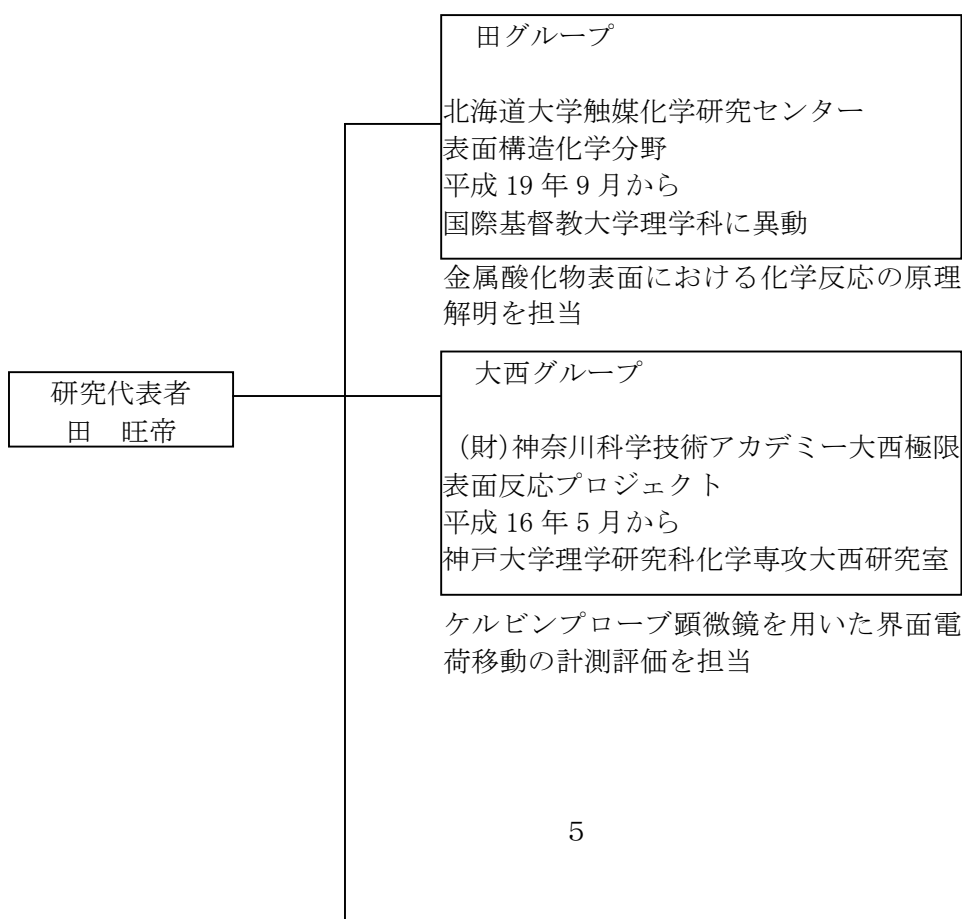 田グループ
北海道大学触媒化学研究センター
表面構造化学分野
平成 19 年 9 月から
国際基督教大学理学科に異動
金属酸化物表面における化学反応の原理
解明を担当
研究代表者
田　旺帝
大西グループ
(財)神奈川科学技術アカデミー大西極限
表面反応プロジェクト
平成 16 年 5 月から
神戸大学理学研究科化学専攻大西研究室
ケルビンプローブ顕微鏡を用いた界面電
荷移動の計測評価を担当
5